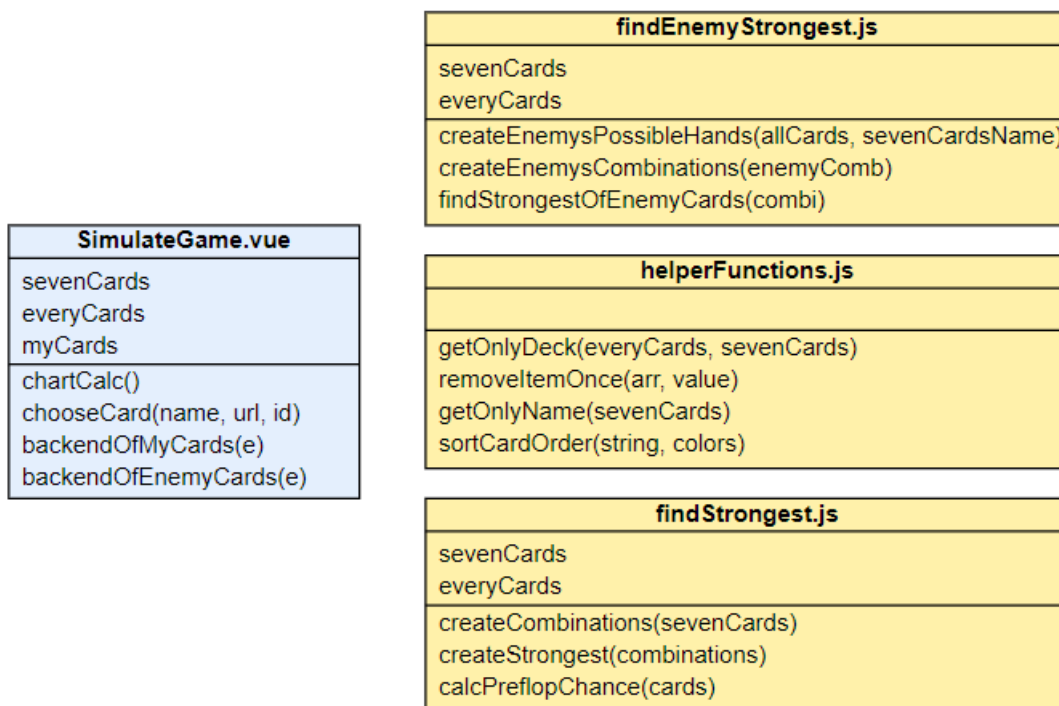 findEnemyStrongest.js
sevenCards
everyCards
createEnemysPossibleHands(allCards, sevenCardsName)
createEnemysCombinations(enemyComb)
findStrongestOfEnemyCards(combi)
SimulateGame.vue
sevenCards
everyCards
myCards
chartCalc()
chooseCard(name, url, id)
backendOfMyCards(e)
backendOfEnemyCards(e)
helperFunctions.js
getOnlyDeck(everyCards, sevenCards)
removeItemOnce(arr, value)
getOnlyName(sevenCards)
sortCardOrder(string, colors)
findStrongest.js
sevenCards
everyCards
createCombinations(sevenCards)
createStrongest(combinations)
calcPreflopChance(cards)